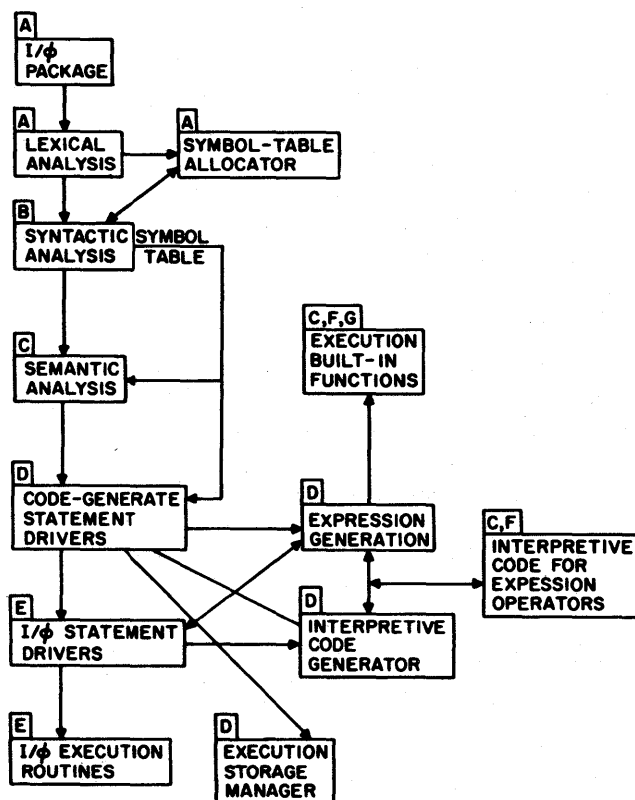 A
I/ϕ
PACKAGE
A
LEXICAL
ANALYSIS
A
SYMBOL-TABLE
ALLOCATOR
B
SYNTACTIC
ANALYSIS
SYMBOL
TABLE
C,F,G
EXECUTION
BUILT-IN
FUNCTIONS
C
SEMANTIC
ANALYSIS
D
CODE-GENERATE
STATEMENT
DRIVERS
D
EXPRESSION
GENERATION
C,F
INTERPRETIVE
CODE FOR
EXPESSION
OPERATORS
E
I/ϕ STATEMENT
DRIVERS
D
INTERPRETIVE
CODE
GENERATOR
E
I/ϕ EXECUTION
ROUTINES
D
EXECUTION
STORAGE
MANAGER